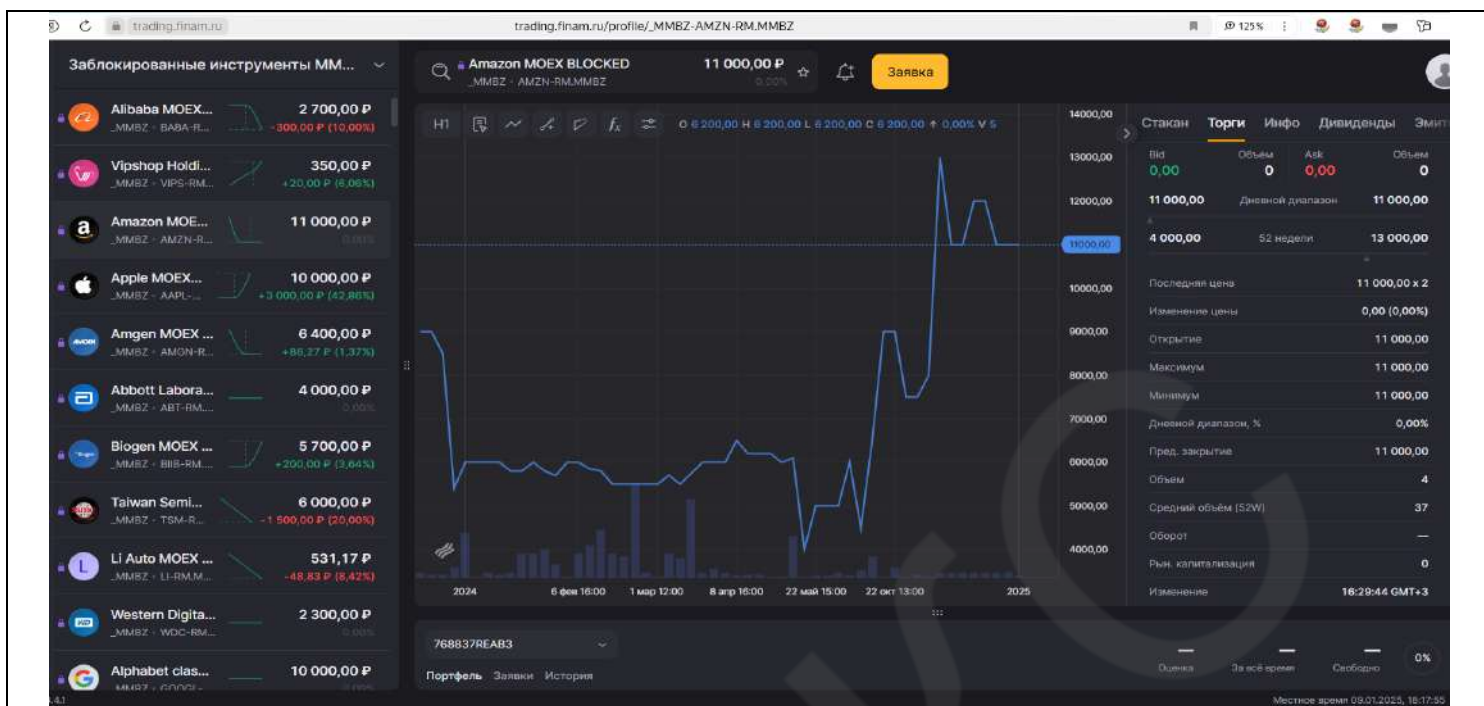 trading.finam.ru
trading.finam.ru/profile/_MMBZ-AMZN-RM.MMBZ
125%
Заблокированные инструменты ММ...
Alibaba MOEX...
2 700,00 ₽
_MMBZ · BABA-R...
-300,00 ₽ (10,00%)
Vipshop Holdi...
350,00 ₽
_MMBZ · VIPS-RM...
+20,00 ₽ (6,06%)
Amazon MOE...
11 000,00 ₽
_MMBZ · AMZN-R...
0,00%
Apple MOEX...
10 000,00 ₽
_MMBZ · AAPL-...
+3 000,00 ₽ (42,86%)
Amgen MOEX ...
6 400,00 ₽
_MMBZ · AMGN-R...
+86,27 ₽ (1,37%)
Abbott Labora...
4 000,00 ₽
_MMBZ · ABT-RM....
0,00%
Biogen MOEX ...
5 700,00 ₽
_MMBZ · BIIB-RM....
+200,00 ₽ (3,64%)
Taiwan Semi...
6 000,00 ₽
_MMBZ · TSM-R...
-1 500,00 ₽ (20,00%)
Li Auto MOEX ...
531,17 ₽
_MMBZ · LI-RM.M...
-48,83 ₽ (8,42%)
Western Digita...
2 300,00 ₽
_MMBZ · WDC-RM...
0,00%
Alphabet clas...
10 000,00 ₽
_MMBZ · GOOGL-...
Amazon MOEX BLOCKED
11 000,00 ₽
_MMBZ · AMZN-RM.MMBZ
0,00%
Заявка
H1
O 6 200,00 H 6 200,00 L 6 200,00 C 6 200,00 0,00% V 5
14000,00
13000,00
12000,00
11000,00
10000,00
9000,00
8000,00
7000,00
6000,00
5000,00
4000,00
2024
6 фев 16:00
1 мар 12:00
8 апр 16:00
22 май 15:00
22 окт 13:00
2025
Стакан Торги Инфо Дивиденды Эмит
Bid Объем Ask Объем
0,00 0 0,00 0
11 000,00 Дневной диапазон 11 000,00
4 000,00 52 недели 13 000,00
Последняя цена 11 000,00 x 2
Изменение цены 0,00 (0,00%)
Открытие 11 000,00
Максимум 11 000,00
Минимум 11 000,00
Дневной диапазон, % 0,00%
Пред. закрытие 11 000,00
Объем 4
Средний объём (52W) 37
Оборот —
Рын. капитализация 0
Изменение 16:29:44 GMT+3
768837REAB3
Портфель Заявки История
Оценка
За всё время
Свободно
0%
Местное время 09.01.2025, 16:17:55